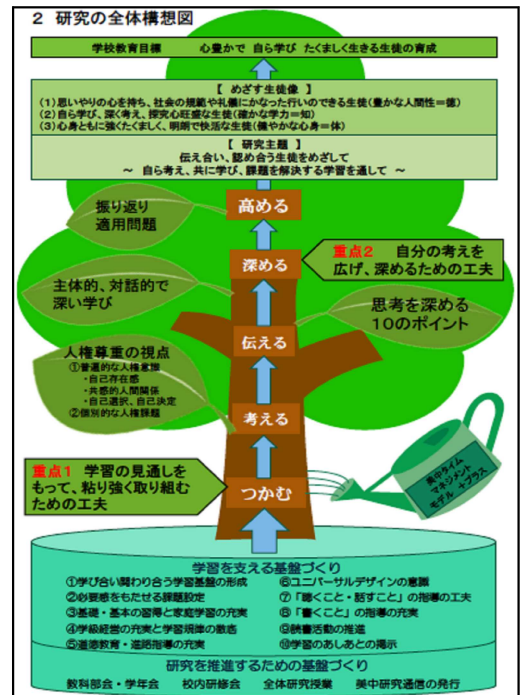 ２ 研究の全体構想図
学校教育目標　心豊かで 自ら学び たくましく生きる生徒の育成
【 めざす生徒像 】
(１)思いやりの心を持ち、社会の規範や礼儀にかなった行いのできる生徒(豊かな人間性＝徳)
(２)自ら学び、深く考え、探究心旺盛な生徒(確かな学力＝知)
(３)心身ともに強くたくましく、明朗で快活な生徒(健やかな心身＝体)
【 研究主題 】
伝え合い、認め合う生徒をめざして
～ 自ら考え、共に学び、課題を解決する学習を通して ～
高める
振り返り
適用問題
重点２　自分の考えを
広げ、深めるための工夫
深める
主体的、対話的で
深い学び
思考を深める
１０のポイント
伝える
人権尊重の視点
①普遍的な人権意識
・自己存在感
・共感的人間関係
・自己選択、自己決定
②個別的な人権課題
考える
重点１　学習の見通しを
もって、粘り強く取り組む
ための工夫
つかむ
美中タイム
マネジメント
モデル ＋プラス
学習を支える基盤づくり
①学び合い関わり合う学習基盤の形成
②必要感をもたせる課題設定
③基礎・基本の習得と家庭学習の充実
④学級経営の充実と学習規律の徹底
⑤道徳教育・進路指導の充実
⑥ユニバーサルデザインの意識
⑦「聴くこと・話すこと」の指導の工夫
⑧「書くこと」の指導の充実
⑨読書活動の推進
⑩学習のあしあとの掲示
研究を推進するための基盤づくり
教科部会・学年会　校内研修会　全体研究授業　美中研究通信の発行